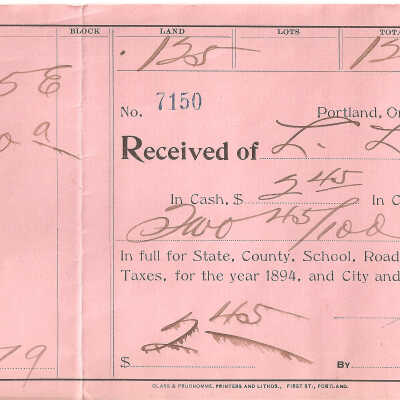 BLOCK LAND LOTS TOTA
5 E
a
No. 7150 Portland, Or
Received of L. L
In Cash, $ 2 45 In C
Two 45/100
In full for State, County, School, Road
Taxes, for the year 1894, and City and
79
$ 2 45 By
GLASS & PRUDHOMME, PRINTERS AND LITHOS., FIRST ST., PORTLAND.